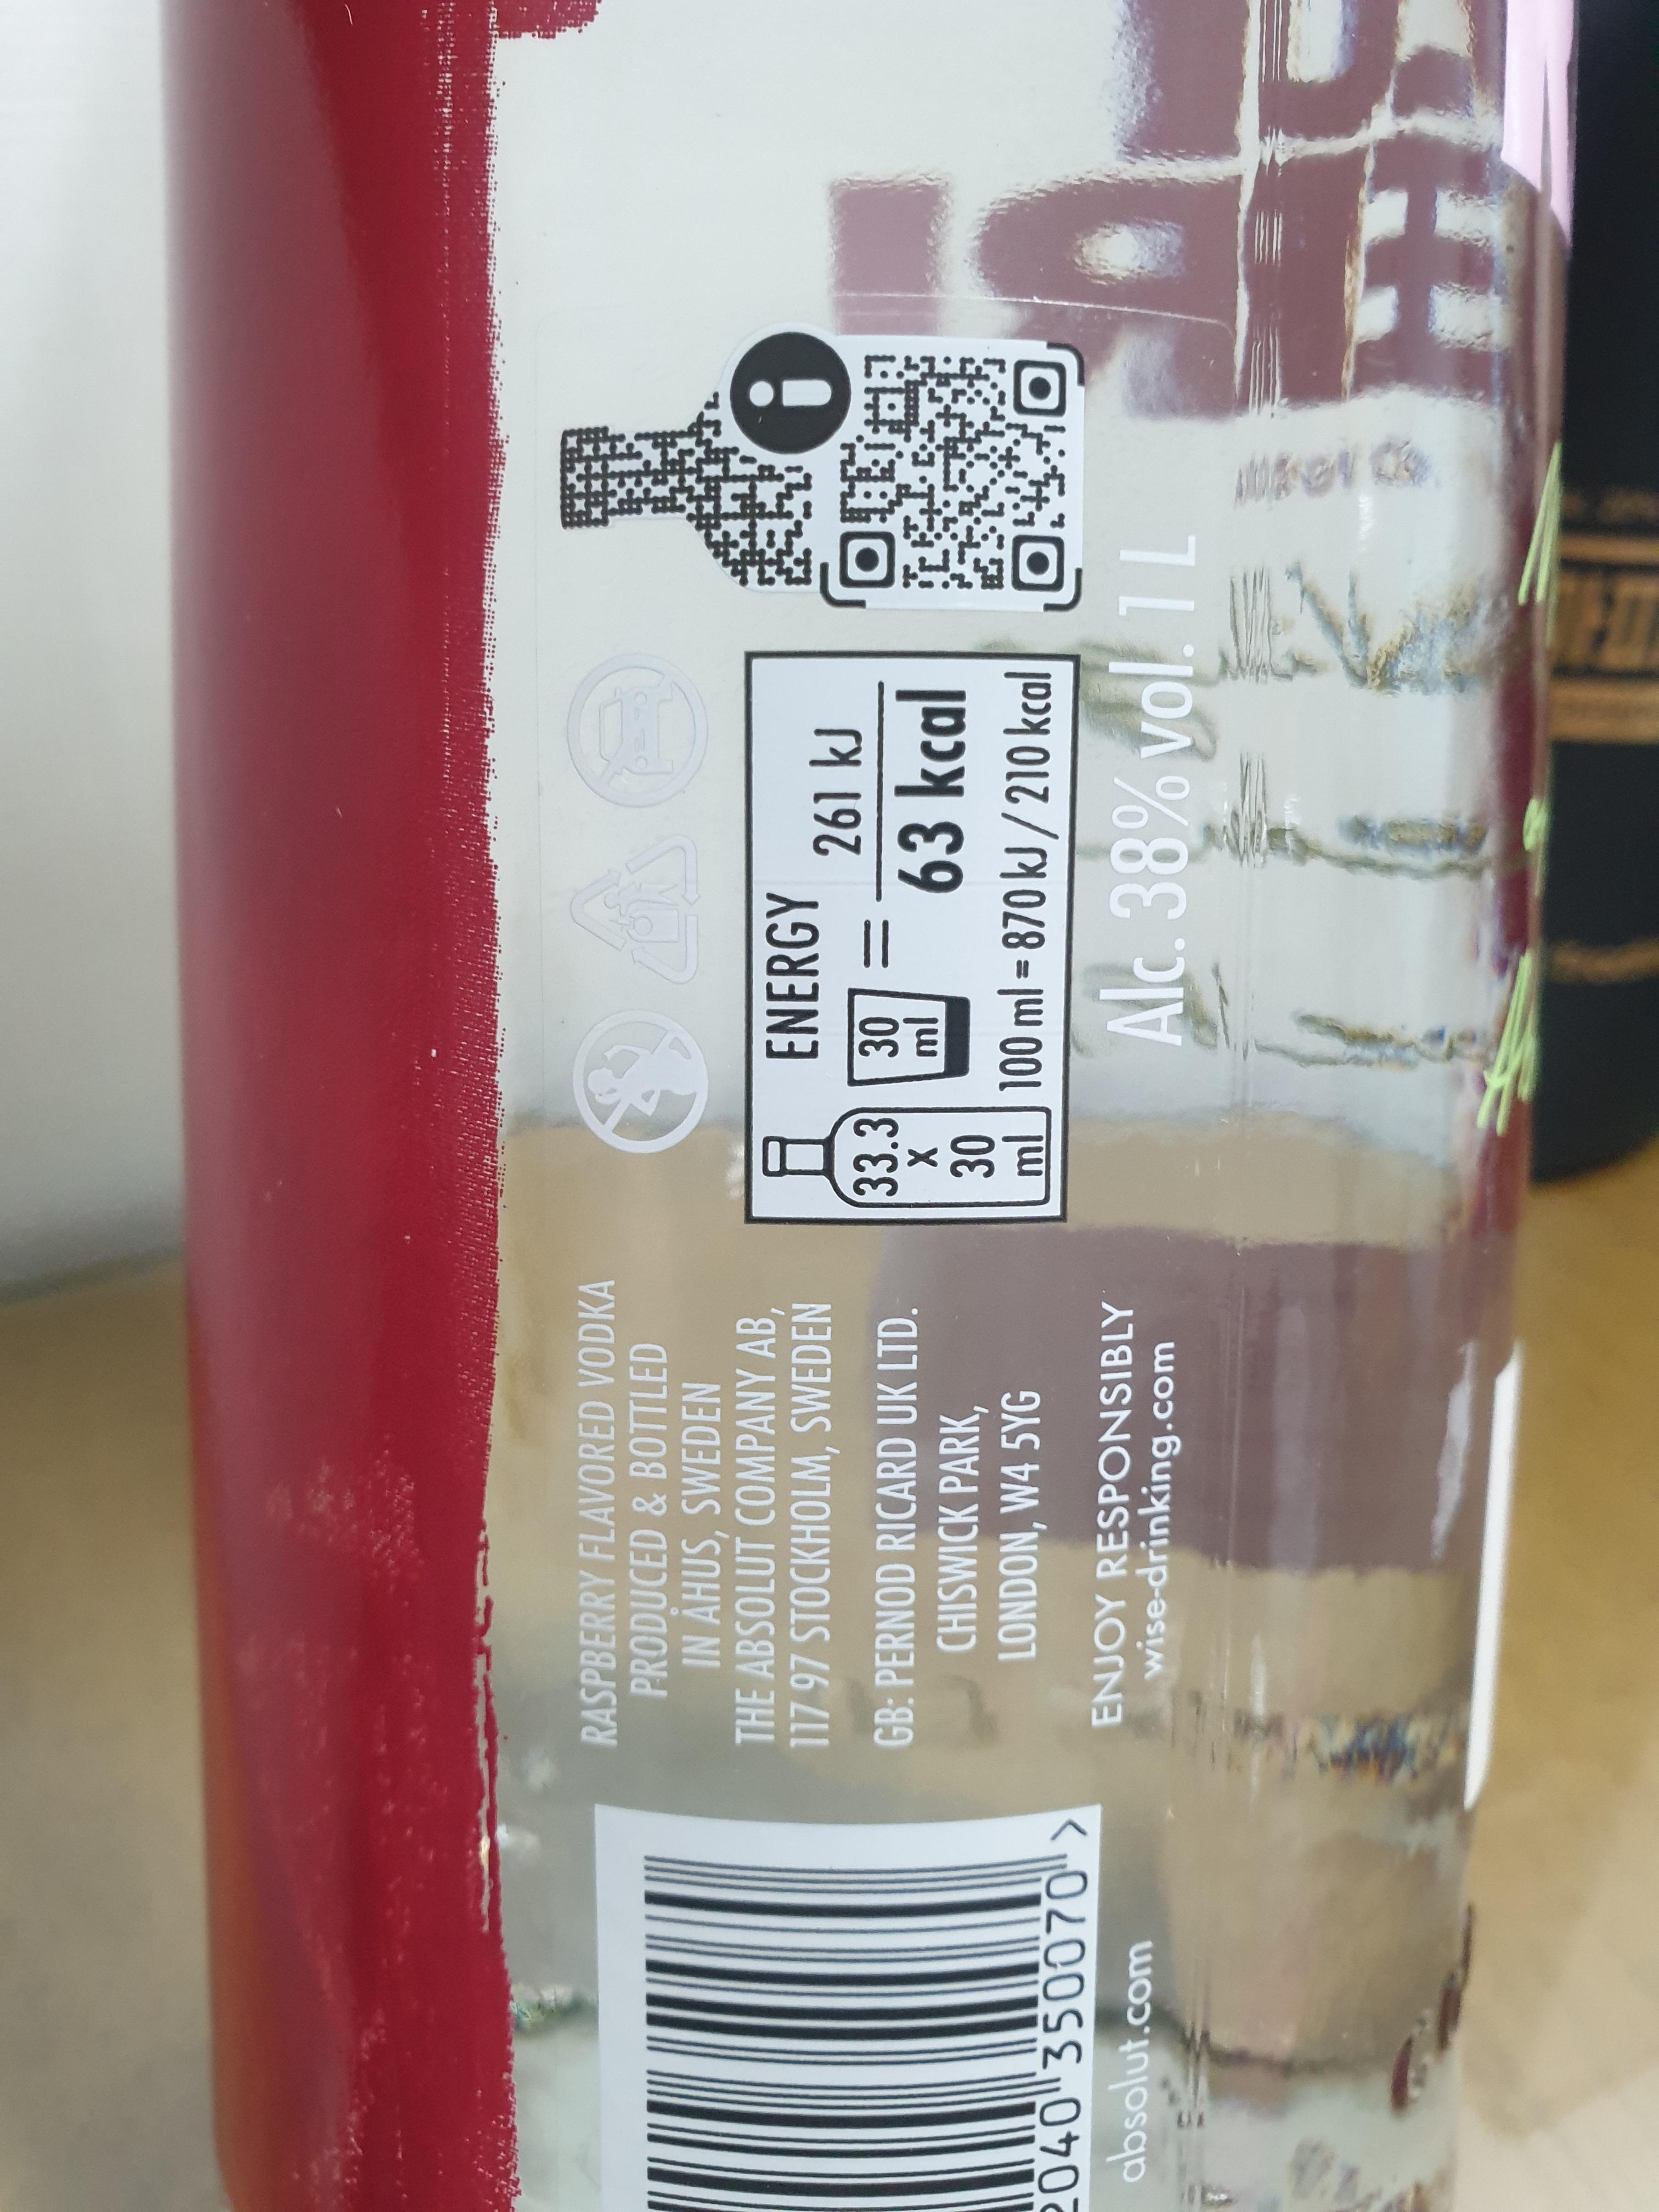 RASPBERRY FLAVORED VODKA
PRODUCED & BOTTLED
IN ÅHUS, SWEDEN
THE ABSOLUT COMPANY AB,
117 97 STOCKHOLM, SWEDEN
GB: PERNOD RICARD UK LTD.
CHISWICK PARK,
LONDON, W4 5YG
ENJOY RESPONSIBLY
wise-drinking.com
ENERGY
33.3
x
30
ml
30
ml
=
261 kJ
63 kcal
100 ml = 870 kJ / 210 kcal
Alc. 38% vol. 1 L
2040 350070 >
absolut.com